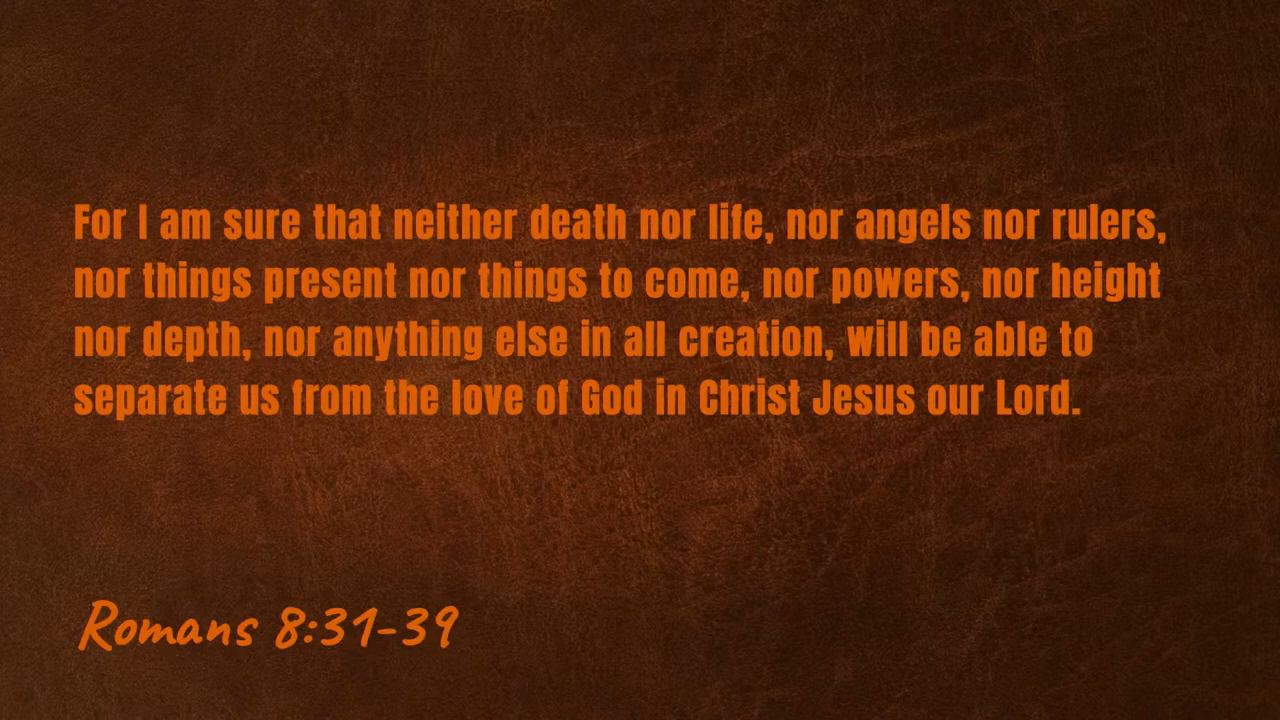 For I am sure that neither death nor life, nor angels nor rulers,
nor things present nor things to come, nor powers, nor height
nor depth, nor anything else in all creation, will be able to
separate us from the love of God in Christ Jesus our Lord.
Romans 8:31-39